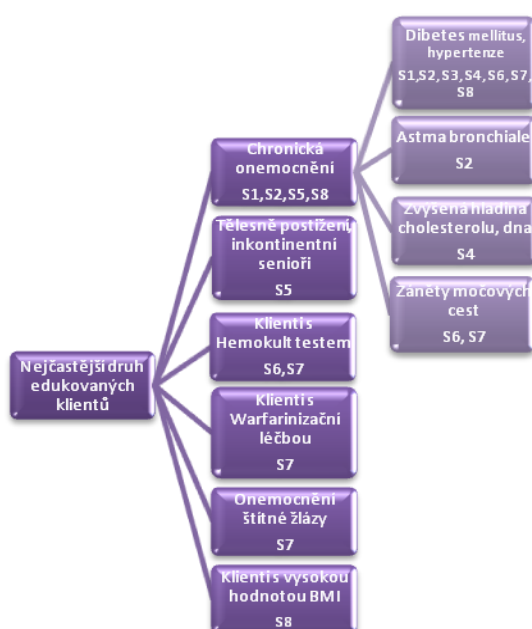 Nejčastější druh
edukovaných
klientů
Chronická
onemocnění
S1,S2,S5,S8
Tělesně postížení,
inkontinentní
senioři
S5
Klienti s
Hemokult testem
S6,S7
Klienti s
Warfarinizační
léčbou
S7
Onemocnění
štítné žlázy
S7
Klienti s vysokou
hodnotou BMI
S8
Dibetes mellitus,
hypertenze
S1,S2,S3,S4,S6,S7,
S8
Astma bronchiale
S2
Zvýšená hladina
cholesterolu, dna
S4
Záněty močových
cest
S6, S7